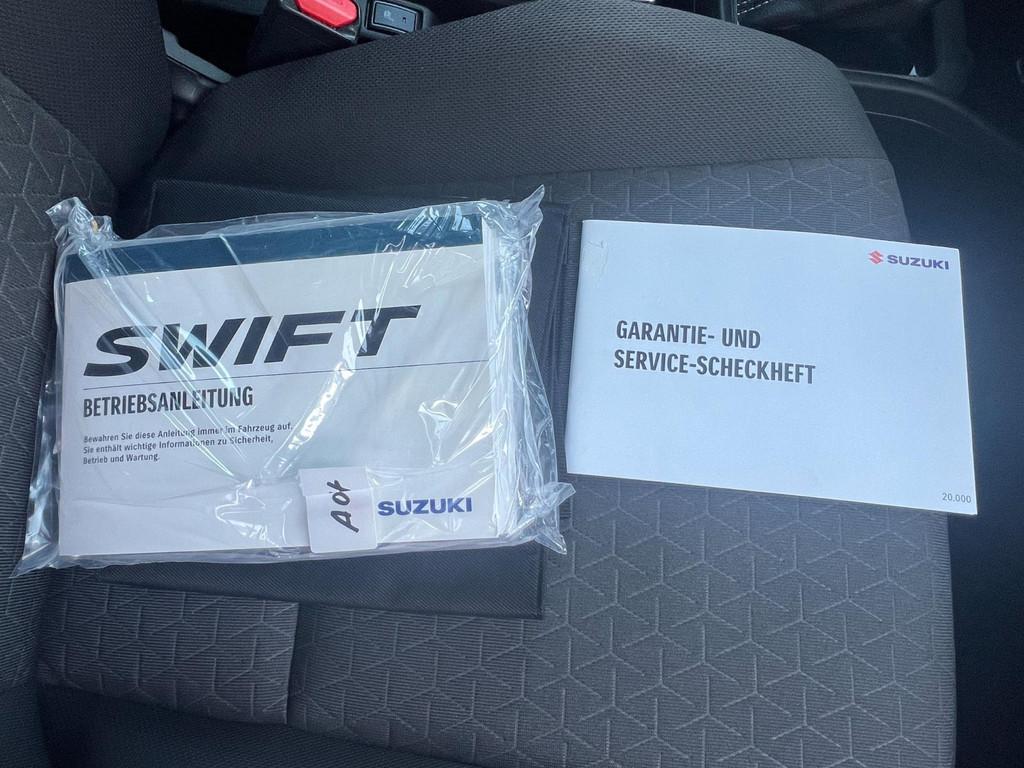 SWIFT
BETRIEBSANLEITUNG
Bewahren Sie diese Anleitung immer im Fahrzeug auf.
Sie enthält wichtige Informationen zu Sicherheit,
Betrieb und Wartung.
SUZUKI
SUZUKI
GARANTIE- UND
SERVICE-SCHECKHEFT
20.000